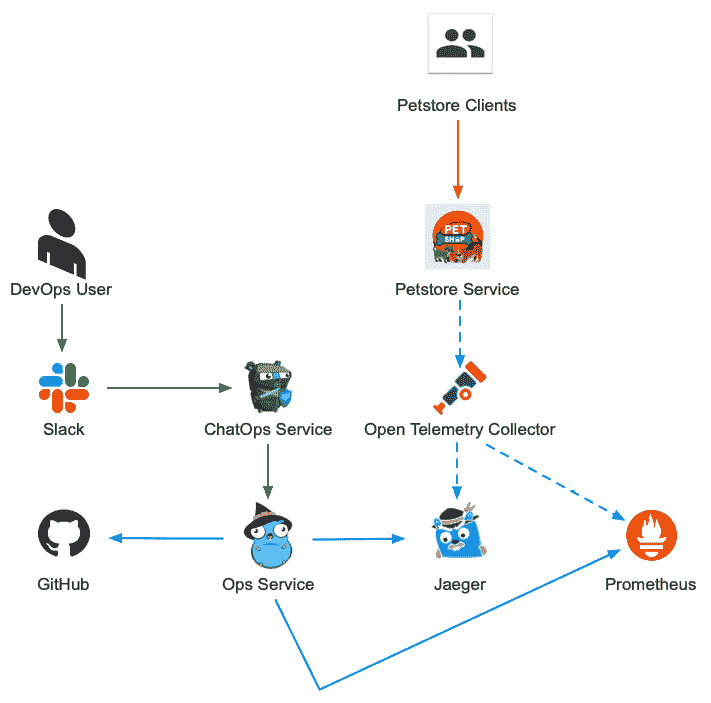 Petstore Clients
PET
SHOP
Petstore Service
DevOps User
Slack
ChatOps Service
Open Telemetry Collector
GitHub
Ops Service
Jaeger
Prometheus